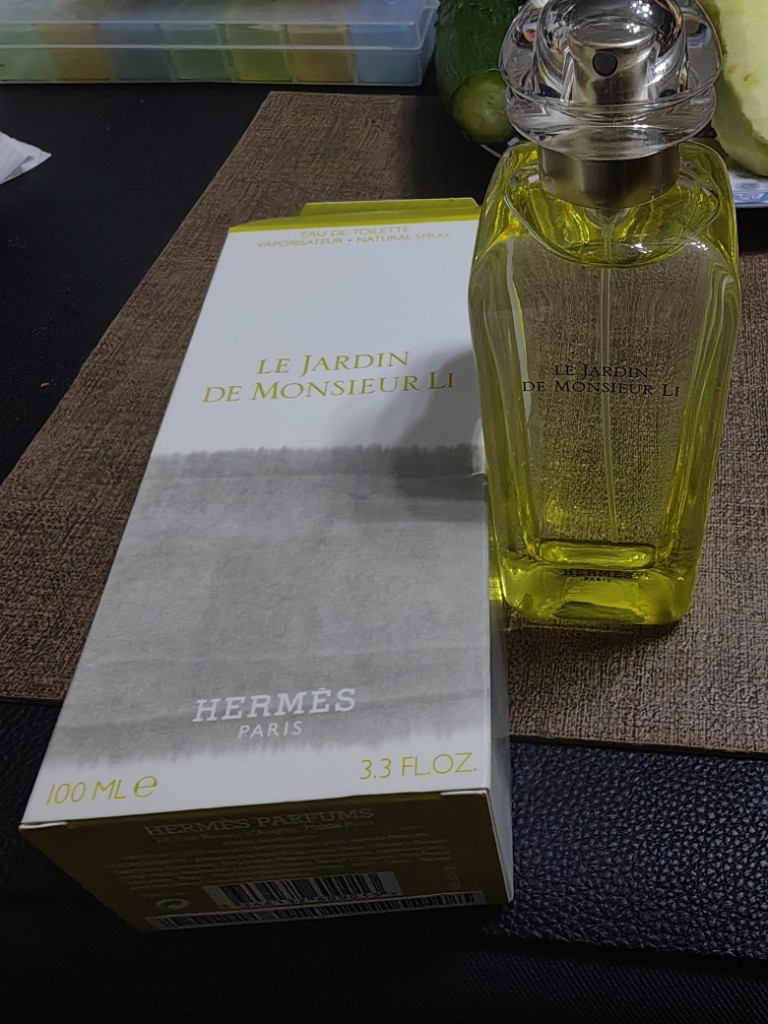 EAU DE TOILETTE
VAPORISATEUR • NATURAL SPRAY
LE JARDIN
DE MONSIEUR LI
HERMÈS
PARIS
100 ML ℮
3.3 FL.OZ.
HERMÈS PARFUMS
LE JARDIN
DE MONSIEUR LI
HERMÈS
PARIS